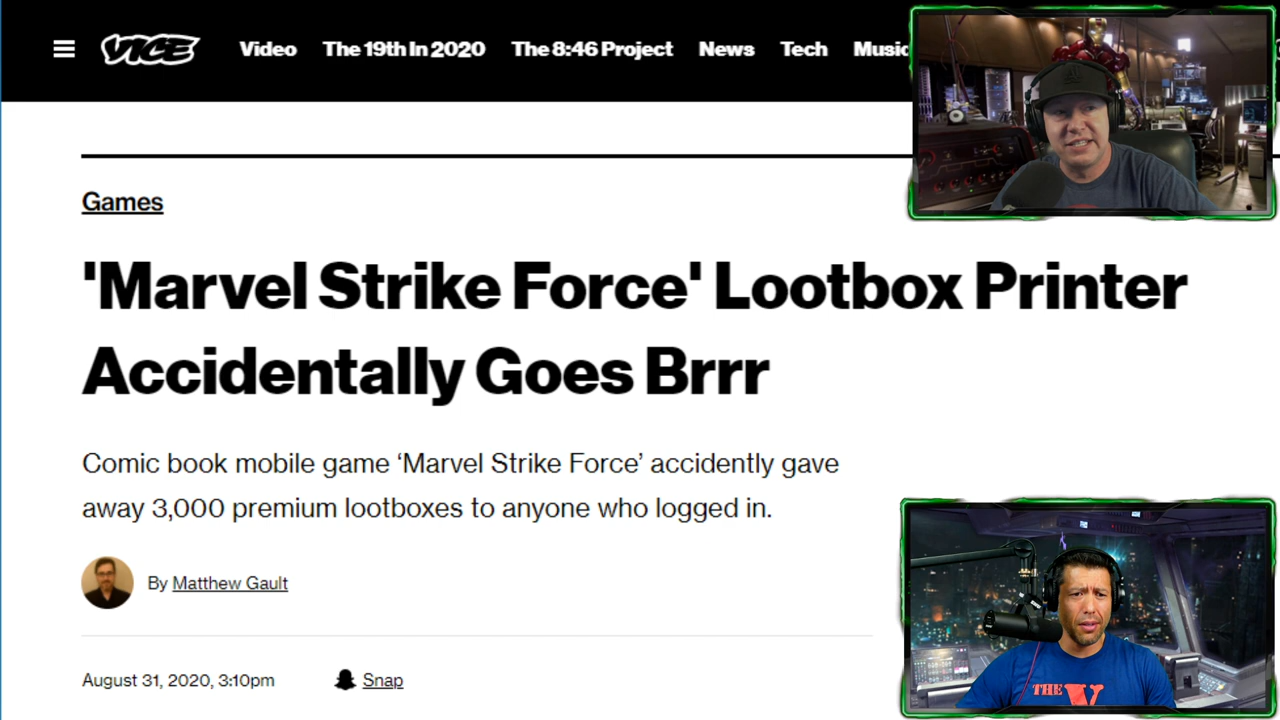 VICE Video The 19th In 2020 The 8:46 Project News Tech Music
Games
'Marvel Strike Force' Lootbox Printer
Accidentally Goes Brrr
Comic book mobile game ‘Marvel Strike Force’ accidently gave
away 3,000 premium lootboxes to anyone who logged in.
By Matthew Gault
August 31, 2020, 3:10pm Snap
THE V